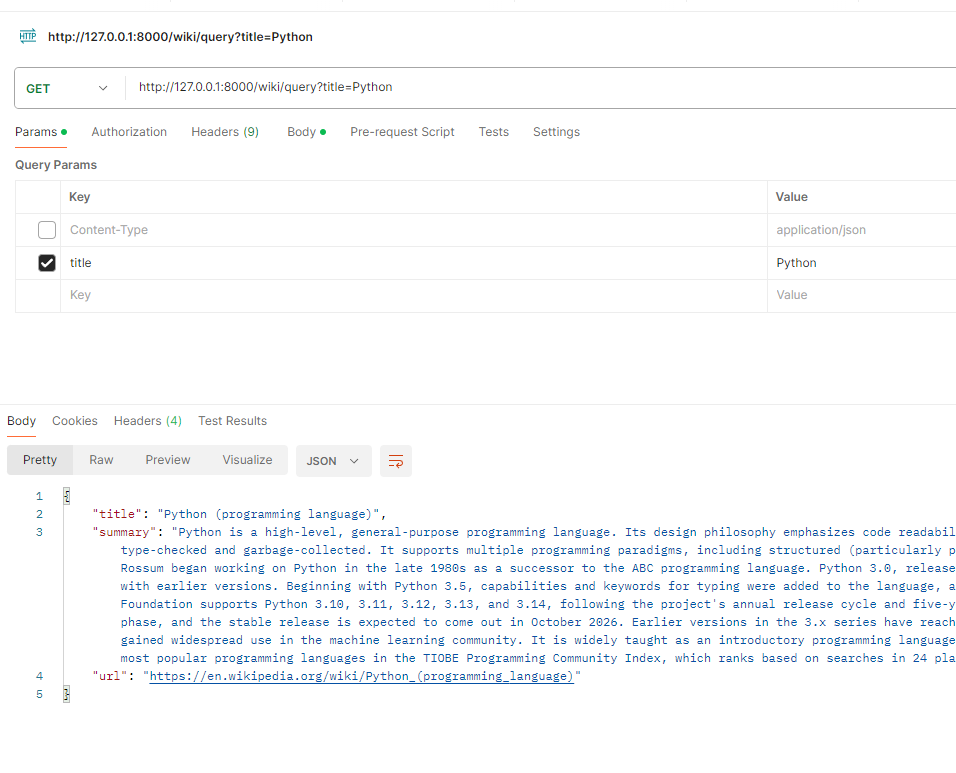 HTTP http://127.0.0.1:8000/wiki/query?title=Python
GET http://127.0.0.1:8000/wiki/query?title=Python
Params Authorization Headers (9) Body Pre-request Script Tests Settings
Query Params
Key Value
Content-Type application/json
title Python
Key Value
Body Cookies Headers (4) Test Results
Pretty Raw Preview Visualize JSON
1 {
2 "title": "Python (programming language)",
3 "summary": "Python is a high-level, general-purpose programming language. Its design philosophy emphasizes code readabil
type-checked and garbage-collected. It supports multiple programming paradigms, including structured (particularly p
Rossum began working on Python in the late 1980s as a successor to the ABC programming language. Python 3.0, release
with earlier versions. Beginning with Python 3.5, capabilities and keywords for typing were added to the language, a
Foundation supports Python 3.10, 3.11, 3.12, 3.13, and 3.14, following the project's annual release cycle and five-y
phase, and the stable release is expected to come out in October 2026. Earlier versions in the 3.x series have reach
gained widespread use in the machine learning community. It is widely taught as an introductory programming language
most popular programming languages in the TIOBE Programming Community Index, which ranks based on searches in 24 pla
4 "url": "https://en.wikipedia.org/wiki/Python_(programming_language)"
5 }